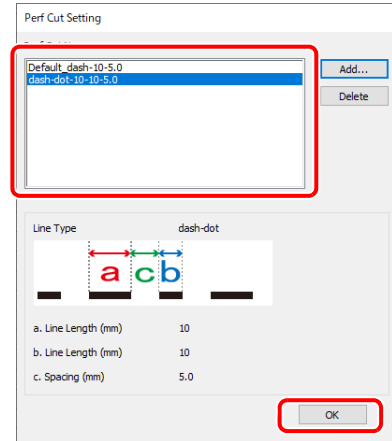 Perf Cut Setting
Default_dash-10-5.0
dash-dot-10-10-5.0
Add...
Delete
Line Type dash-dot
a c b
a. Line Length (mm) 10
b. Line Length (mm) 10
c. Spacing (mm) 5.0
OK